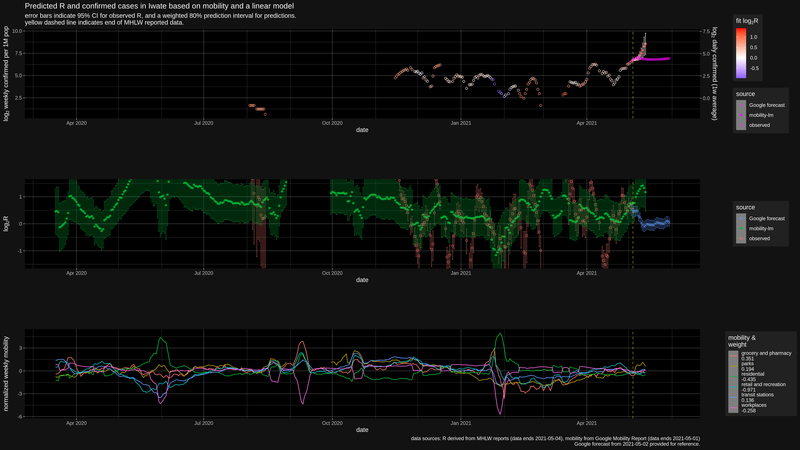 Predicted R and confirmed cases in Iwate based on mobility and a linear model
error bars indicate 95% CI for observed R, and a weighted 80% prediction interval for predictions.
yellow dashed line indicates end of MHLW reported data.
log₂ weekly confirmed per 1M pop
10.0
7.5
5.0
2.5
7.5
5.0
2.5
0.0
log₂ daily confirmed (1w average)
Apr 2020
Jul 2020
Oct 2020
Jan 2021
Apr 2021
date
fit log₂R
1.0
0.5
0.0
-0.5
source
Google forecast
mobility-lm
observed
log₂R
1
0
-1
Apr 2020
Jul 2020
Oct 2020
Jan 2021
Apr 2021
date
source
Google forecast
mobility-lm
observed
normalized weekly mobility
3
0
-3
-6
Apr 2020
Jul 2020
Oct 2020
Jan 2021
Apr 2021
date
mobility &
weight
grocery and pharmacy
0.351
parks
0.194
residential
-0.435
retail and recreation
-0.971
transit stations
0.136
workplaces
-0.258
data sources: R derived from MHLW reports (data ends 2021-05-04), mobility from Google Mobility Report (data ends 2021-05-01)
Google forecast from 2021-05-02 provided for reference.